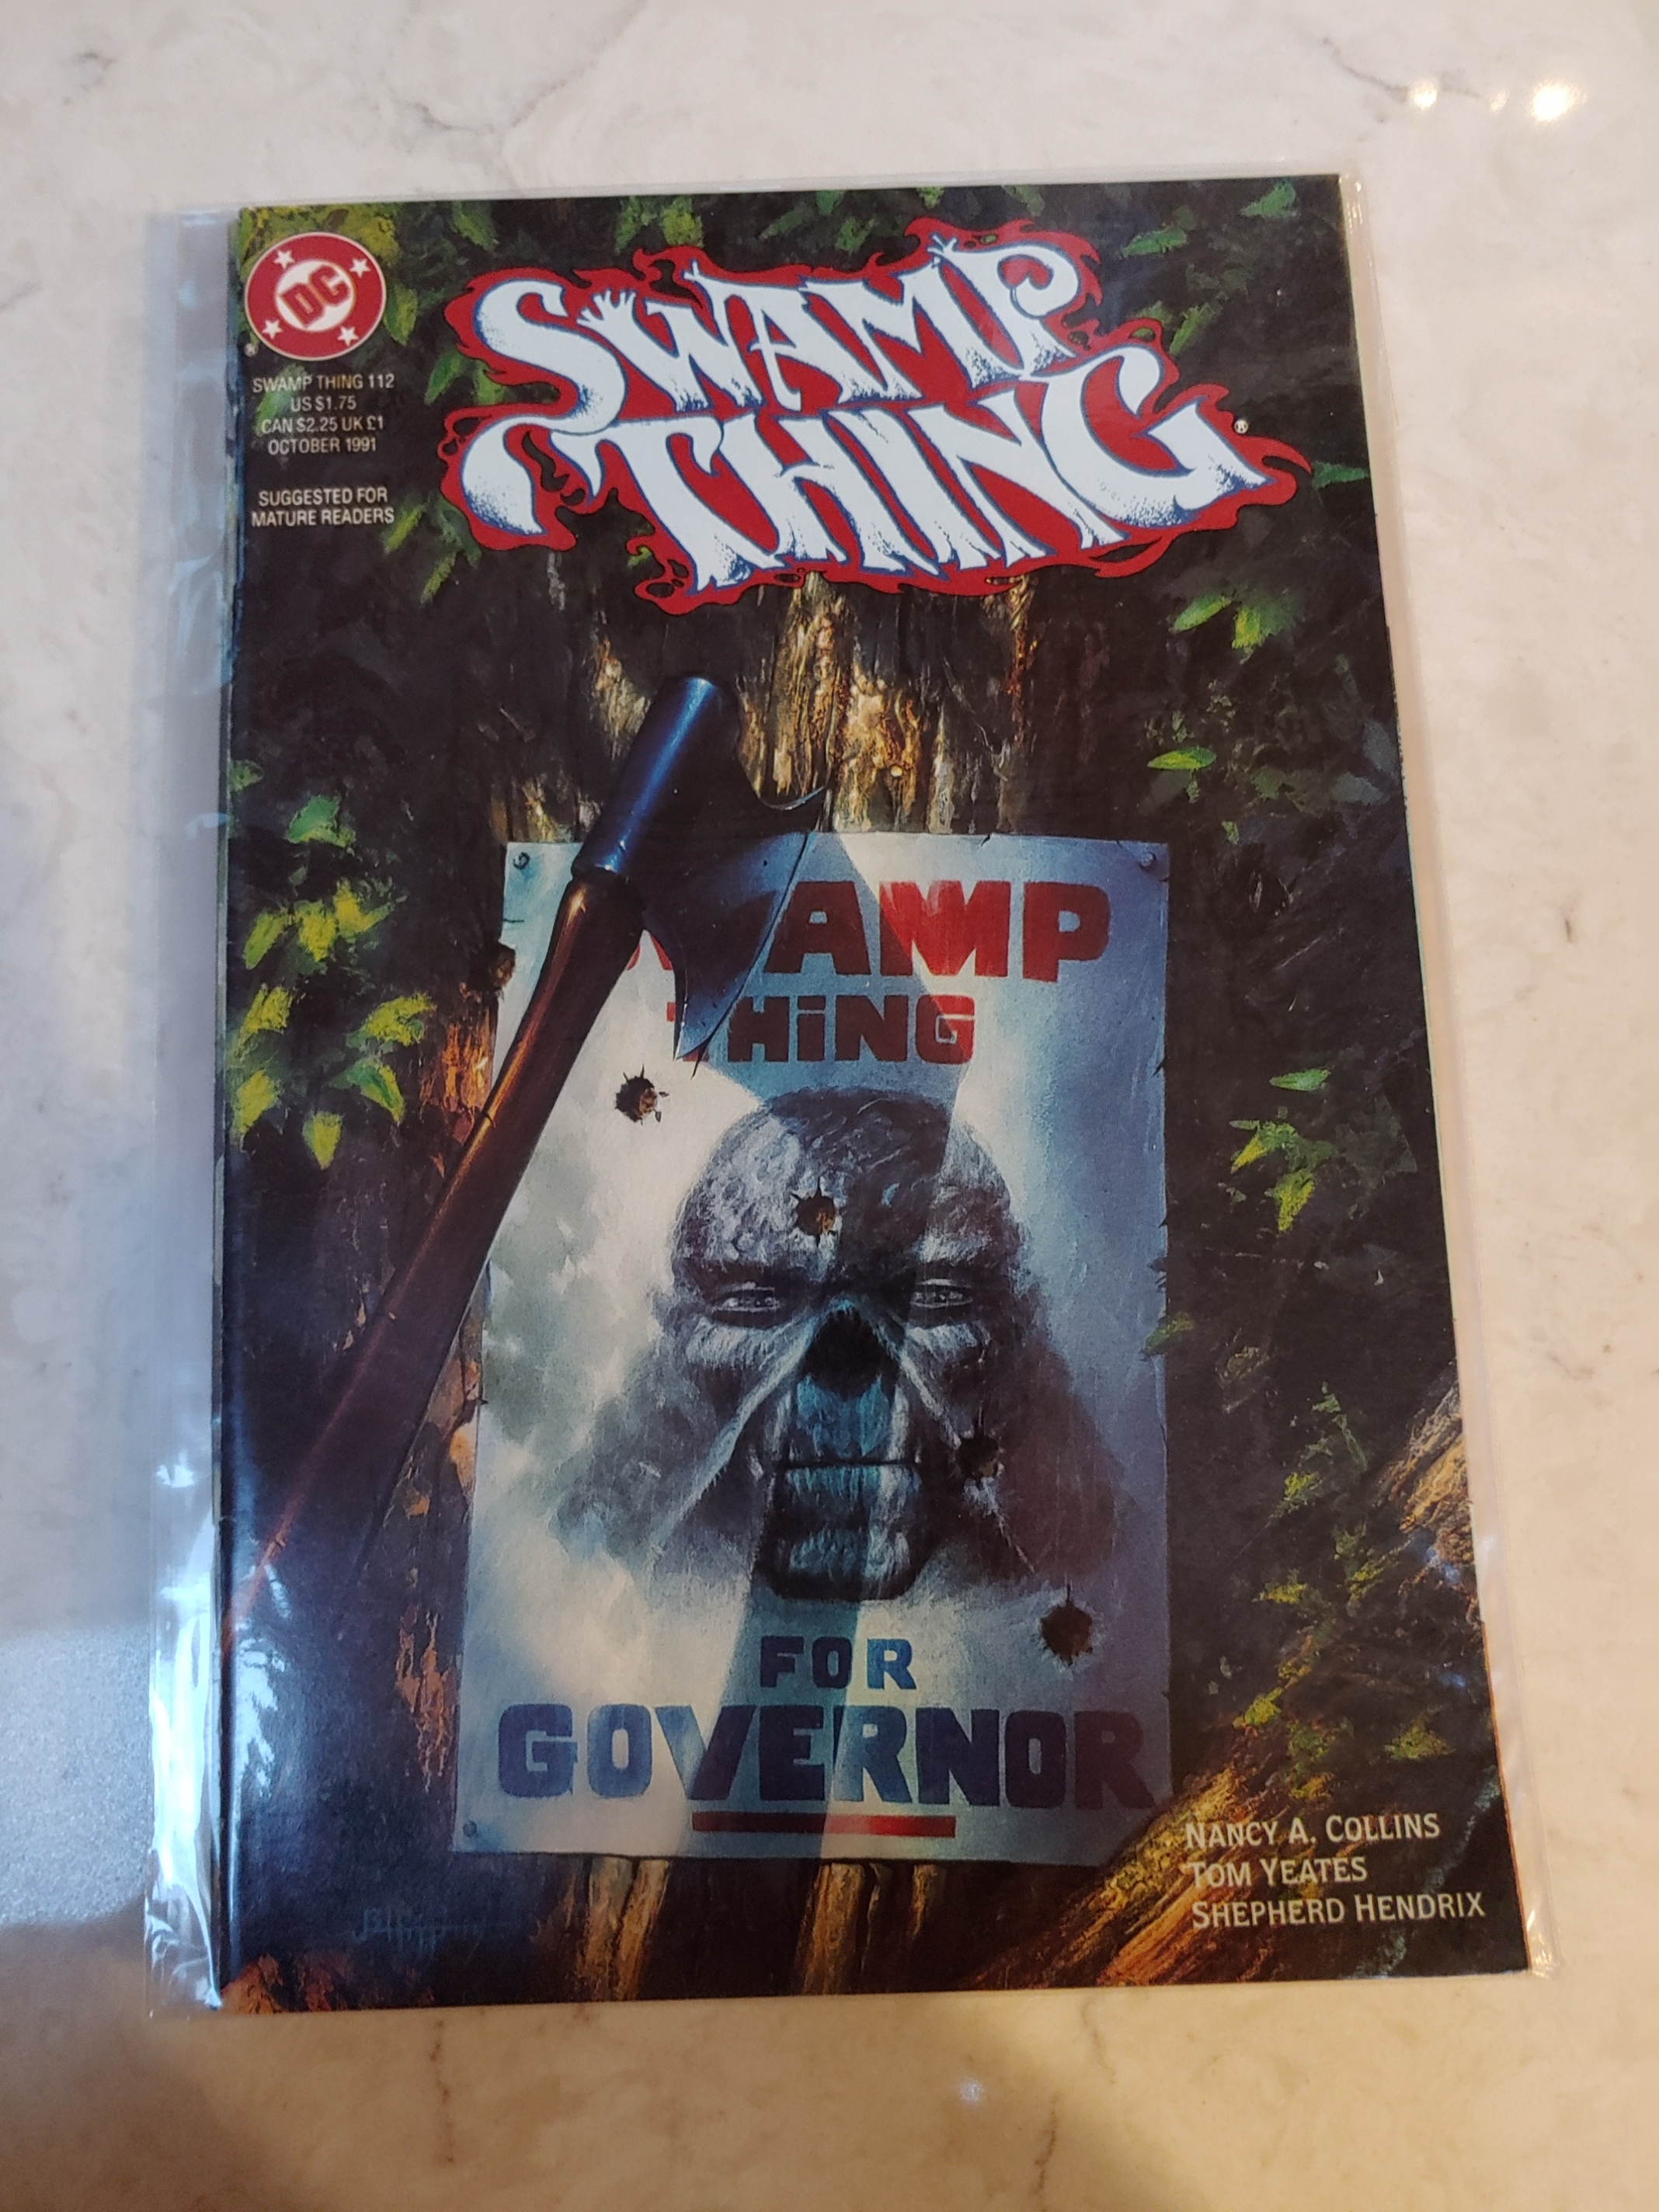 DC
SWAMP THING 112
US $1.75
CAN $2.25 UK £1
OCTOBER 1991
SUGGESTED FOR
MATURE READERS
SWAMP
THING
®
AMP
THiNG
FOR
GOVERNOR
NANCY A. COLLINS
TOM YEATES
SHEPHERD HENDRIX